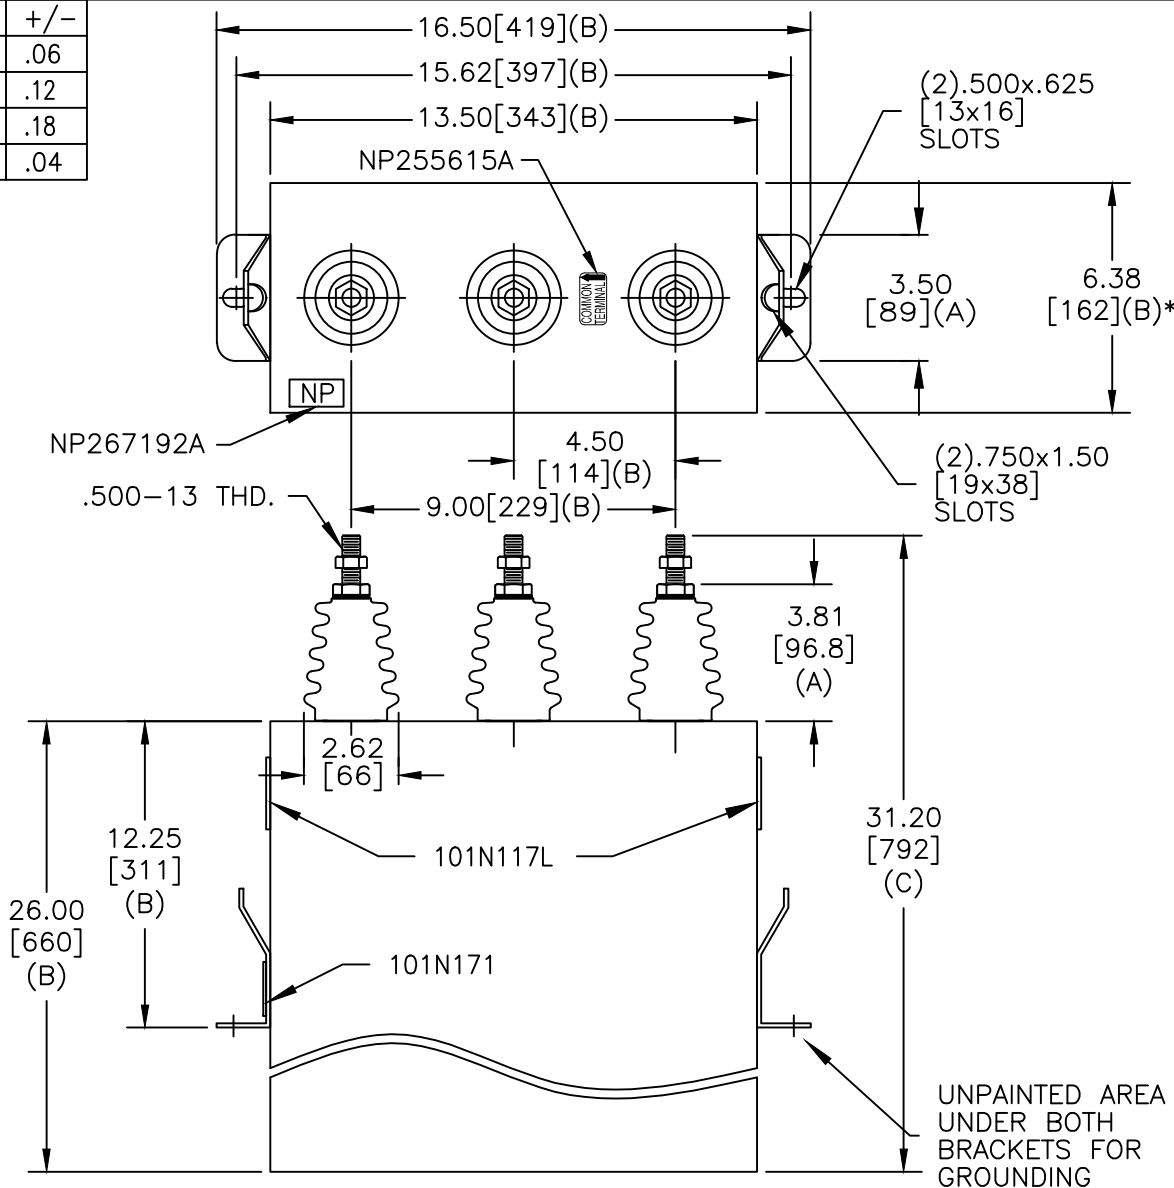 +/-
.06
.12
.18
.04
16.50[419](B)
15.62[397](B)
13.50[343](B)
(2).500x.625
[13x16]
SLOTS
NP255615A
COMMON
TERMINAL
3.50
[89](A)
6.38
[162](B)*
NP
NP267192A
4.50
[114](B)
(2).750x1.50
[19x38]
SLOTS
.500-13 THD.
9.00[229](B)
3.81
[96.8]
(A)
2.62
[66]
12.25
[311]
(B)
101N117L
31.20
[792]
(C)
26.00
[660]
(B)
101N171
UNPAINTED AREA
UNDER BOTH
BRACKETS FOR
GROUNDING